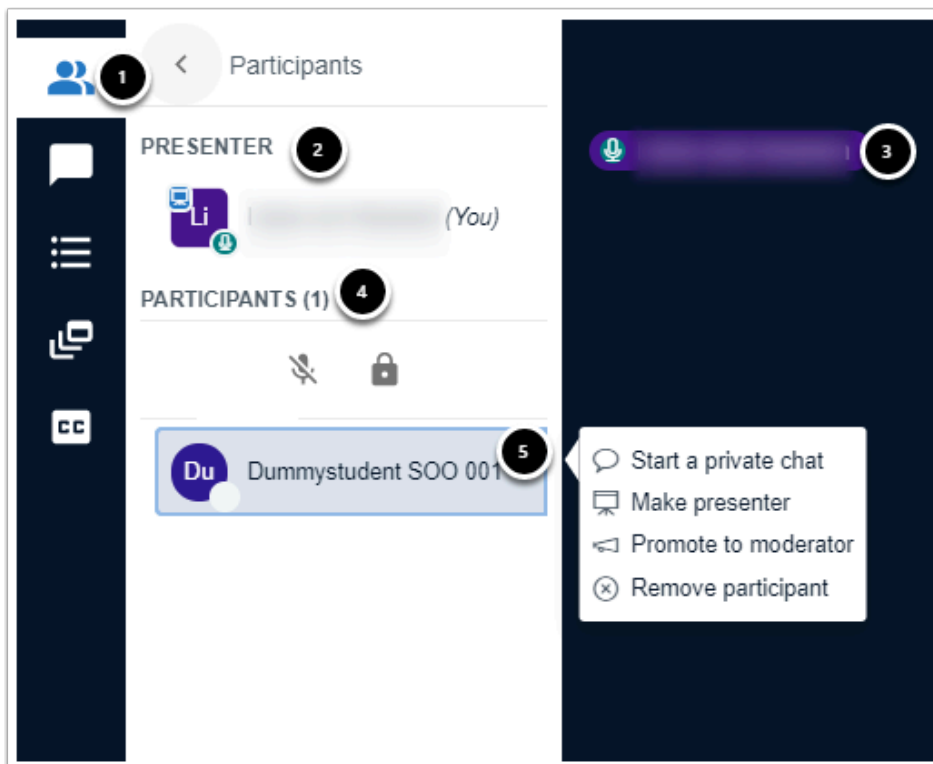 1
Participants
PRESENTER 2
Li (You)
3
PARTICIPANTS (1) 4
CC
Du Dummystudent SOO 001 5
Start a private chat
Make presenter
Promote to moderator
Remove participant